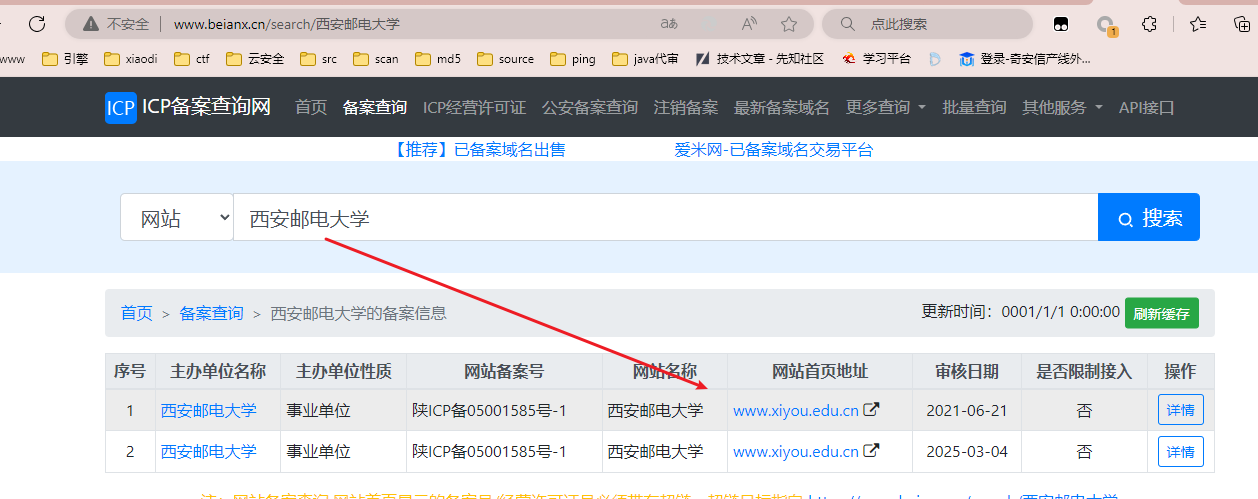 不安全 www.beianx.cn/search/西安邮电大学 aあ A 点此搜索 1
www 引擎 xiaodi ctf 云安全 src scan md5 source ping java代审 技术文章 - 先知社区 学习平台 登录-奇安信产线外...
ICP ICP备案查询网 首页 备案查询 ICP经营许可证 公安备案查询 注销备案 最新备案域名 更多查询 批量查询 其他服务 API接口
【推荐】已备案域名出售 爱米网-已备案域名交易平台
网站 西安邮电大学 搜索
首页 > 备案查询 > 西安邮电大学的备案信息 更新时间：0001/1/1 0:00:00 刷新缓存
序号 主办单位名称 主办单位性质 网站备案号 网站名称 网站首页地址 审核日期 是否限制接入 操作
1 西安邮电大学 事业单位 陕ICP备05001585号-1 西安邮电大学 www.xiyou.edu.cn 2021-06-21 否 详情
2 西安邮电大学 事业单位 陕ICP备05001585号-1 西安邮电大学 www.xiyou.edu.cn 2025-03-04 否 详情